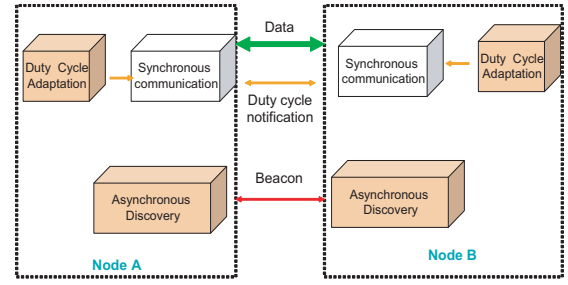 Data
Duty Cycle
Adaptation
Synchronous
communication
Synchronous
communication
Duty Cycle
Adaptation
Duty cycle
notification
Beacon
Asynchronous
Discovery
Asynchronous
Discovery
Node A
Node B